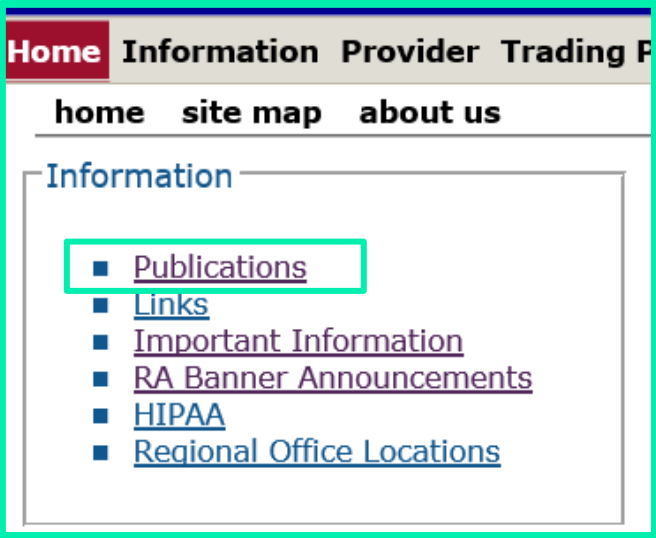 Home Information Provider Trading P
home site map about us
Information
Publications
Links
Important Information
RA Banner Announcements
HIPAA
Regional Office Locations